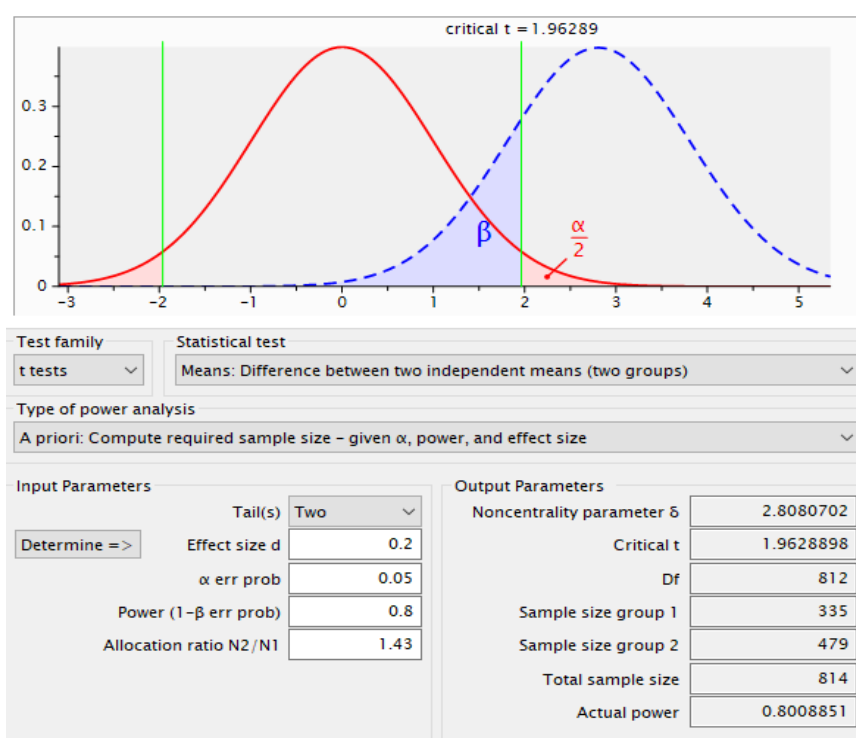 critical t = 1.96289
0.3
0.2
β
α
2
0.1
0
-3 -2 -1 0 1 2 3 4 5
Test family Statistical test
t tests Means: Difference between two independent means (two groups)
Type of power analysis
A priori: Compute required sample size – given α, power, and effect size
Input Parameters
Tail(s) Two
Determine => Effect size d 0.2
α err prob 0.05
Power (1-β err prob) 0.8
Allocation ratio N2/N1 1.43
Output Parameters
Noncentrality parameter δ 2.8080702
Critical t 1.9628898
Df 812
Sample size group 1 335
Sample size group 2 479
Total sample size 814
Actual power 0.8008851